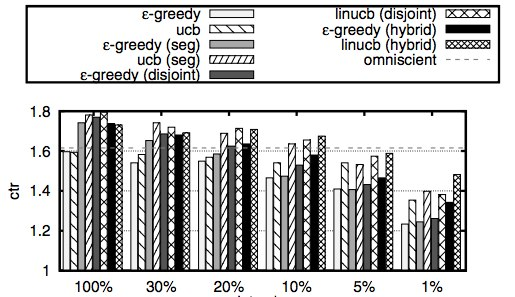 ε-greedy
ucb
ε-greedy (seg)
ucb (seg)
ε-greedy (disjoint)
linucb (disjoint)
ε-greedy (hybrid)
linucb (hybrid)
omniscient
1.8
1.6
1.4
1.2
1
ctr
100% 30% 20% 10% 5% 1%